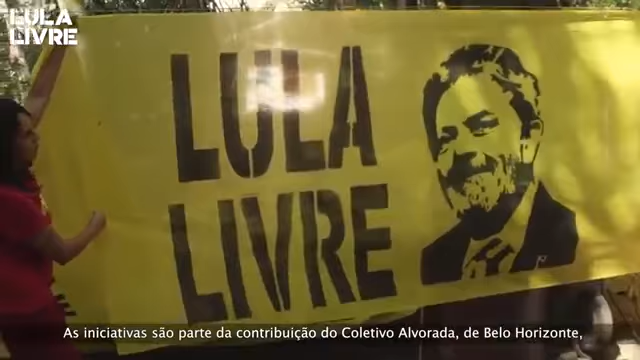 LULA
LIVRE
LULA
LIVRE
As iniciativas são parte da contribuição do Coletivo Alvorada, de Belo Horizonte,